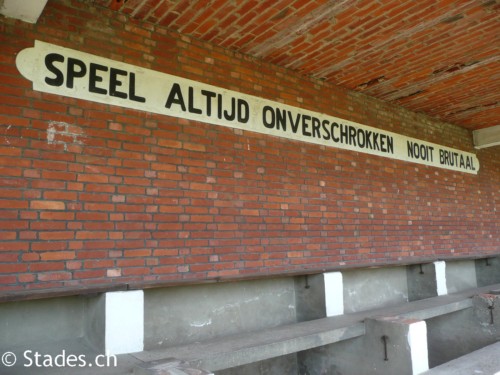 SPEEL ALTIJD ONVERSCHROKKEN NOOIT BRUTAAL
© Stades.ch